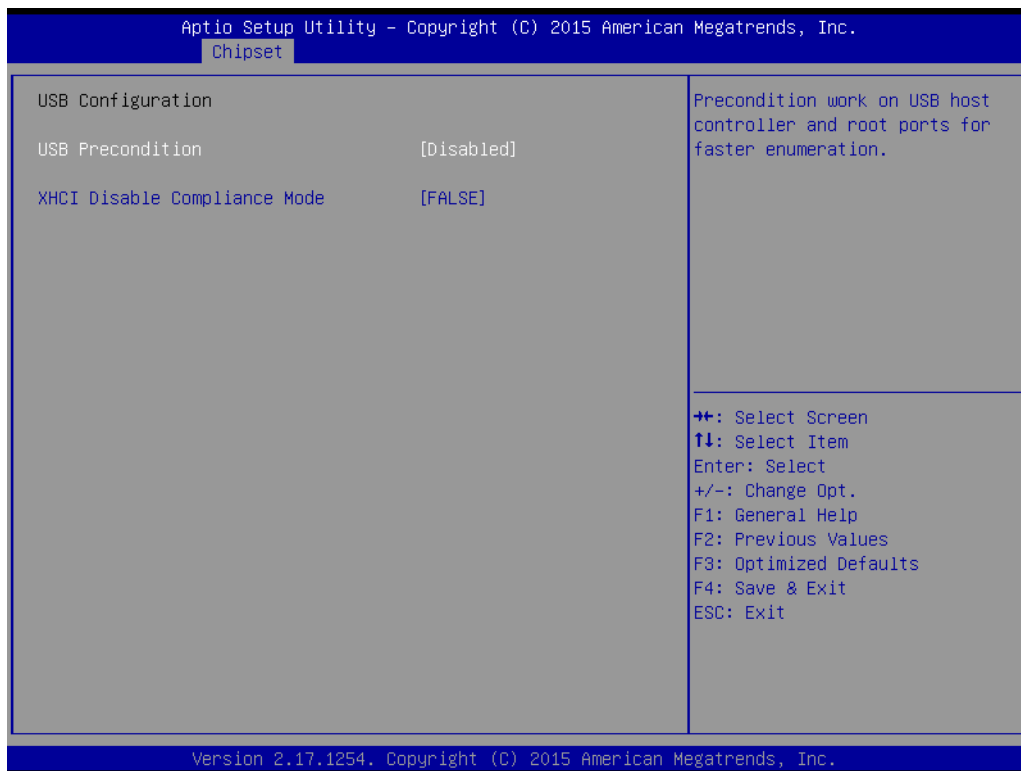 Aptio Setup Utility – Copyright (C) 2015 American Megatrends, Inc.
Chipset
USB Configuration
USB Precondition [Disabled]
XHCI Disable Compliance Mode [FALSE]
Precondition work on USB host
controller and root ports for
faster enumeration.
→←: Select Screen
↑↓: Select Item
Enter: Select
+/-: Change Opt.
F1: General Help
F2: Previous Values
F3: Optimized Defaults
F4: Save & Exit
ESC: Exit
Version 2.17.1254. Copyright (C) 2015 American Megatrends, Inc.